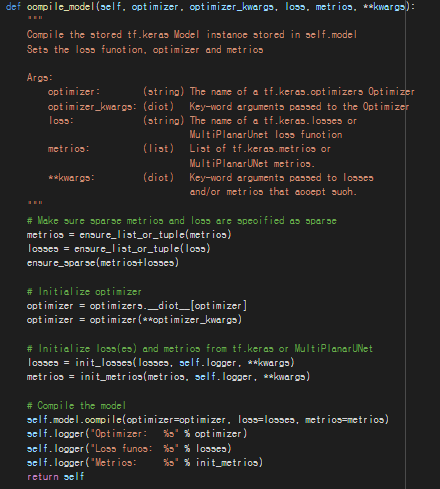 def compile_model(self, optimizer, optimizer_kwargs, loss, metrics, **kwargs):
    """
    Compile the stored tf.keras Model instance stored in self.model
    Sets the loss function, optimizer and metrics

    Args:
        optimizer:        (string) The name of a tf.keras.optimizers Optimizer
        optimizer_kwargs: (dict)   Key-word arguments passed to the Optimizer
        loss:             (string) The name of a tf.keras.losses or
                                   MultiPlanarUnet loss function
        metrics:          (list)   List of tf.keras.metrics or
                                   MultiPlanarUNet metrics.
        **kwargs:         (dict)   Key-word arguments passed to losses
                                   and/or metrics that accept such.
    """
    # Make sure sparse metrics and loss are specified as sparse
    metrics = ensure_list_or_tuple(metrics)
    losses = ensure_list_or_tuple(loss)
    ensure_sparse(metrics+losses)

    # Initialize optimizer
    optimizer = optimizers.__dict__[optimizer]
    optimizer = optimizer(**optimizer_kwargs)

    # Initialize loss(es) and metrics from tf.keras or MultiPlanarUNet
    losses = init_losses(losses, self.logger, **kwargs)
    metrics = init_metrics(metrics, self.logger, **kwargs)

    # Compile the model
    self.model.compile(optimizer=optimizer, loss=losses, metrics=metrics)
    self.logger("Optimizer:   %s" % optimizer)
    self.logger("Loss funcs:  %s" % losses)
    self.logger("Metrics:     %s" % init_metrics)
    return self